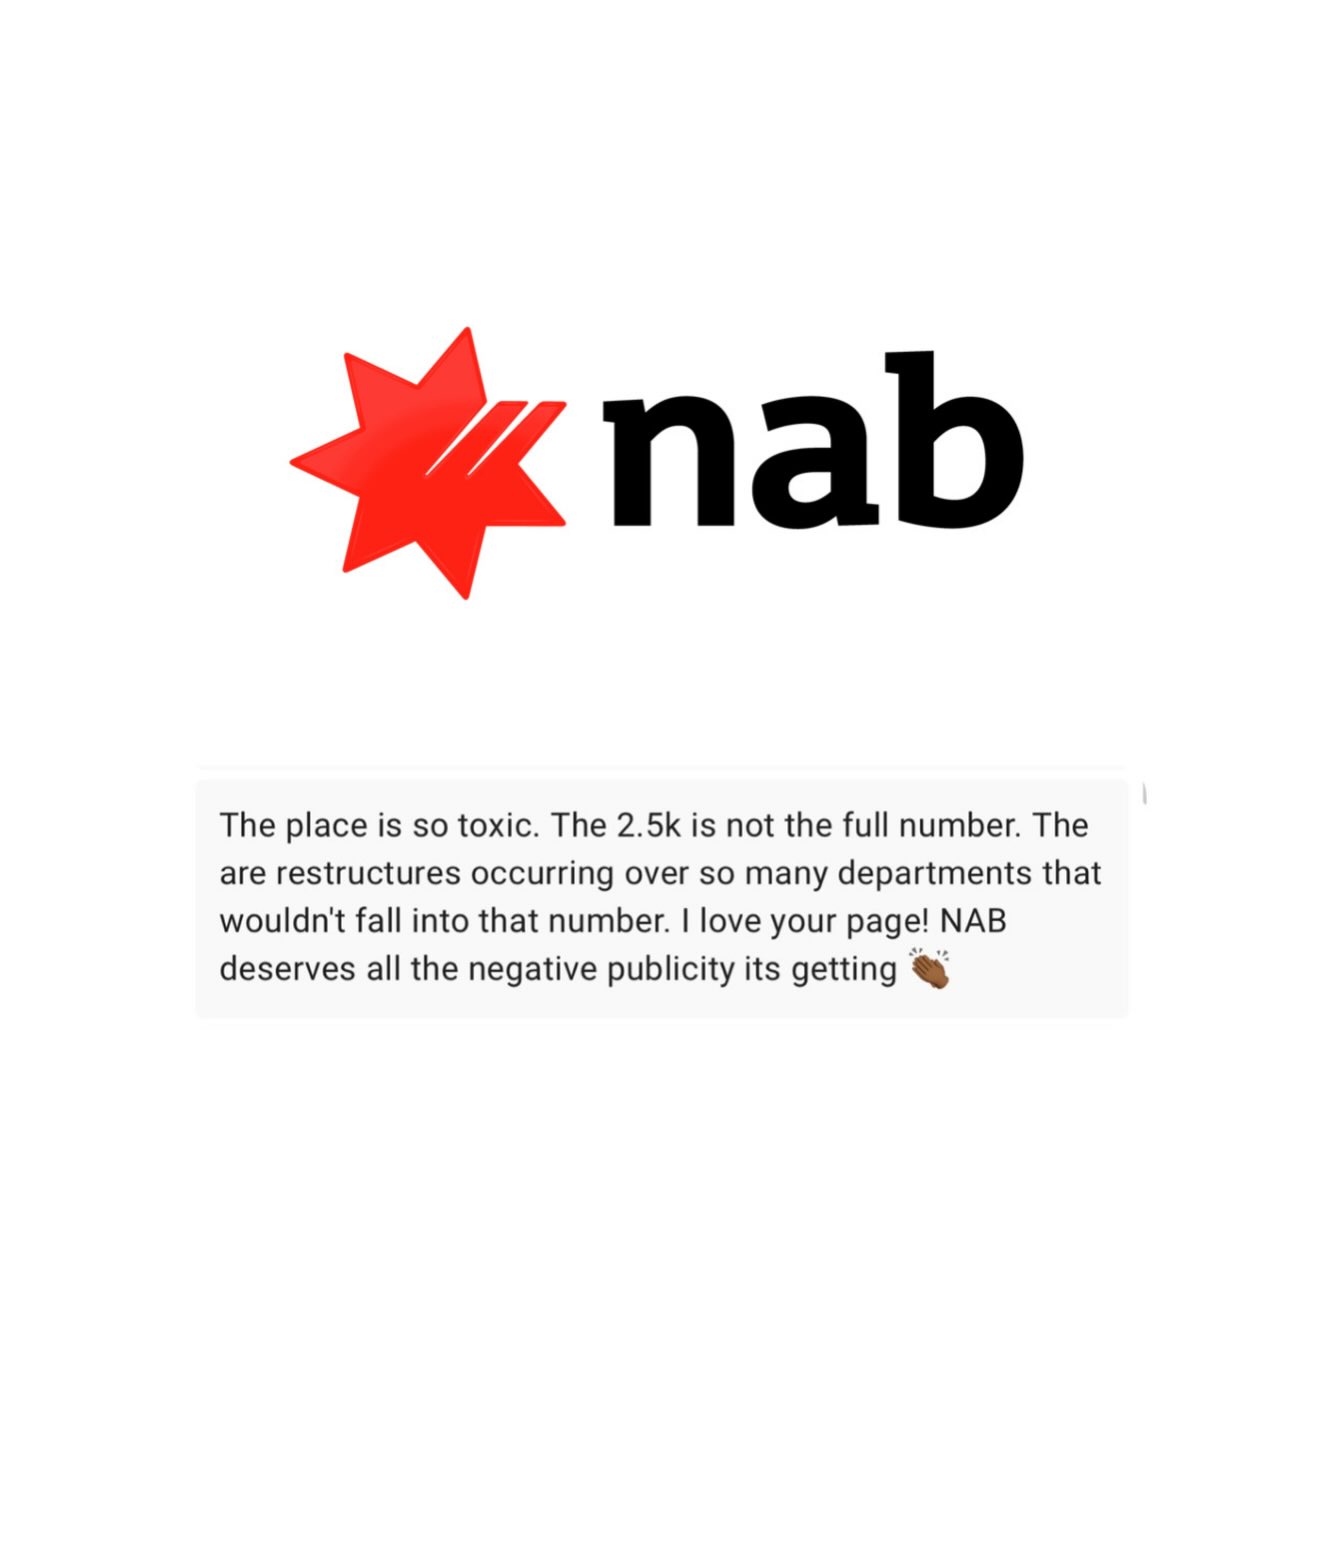 nab
The place is so toxic. The 2.5k is not the full number. The
are restructures occurring over so many departments that
wouldn't fall into that number. I love your page! NAB
deserves all the negative publicity its getting 👏🏾